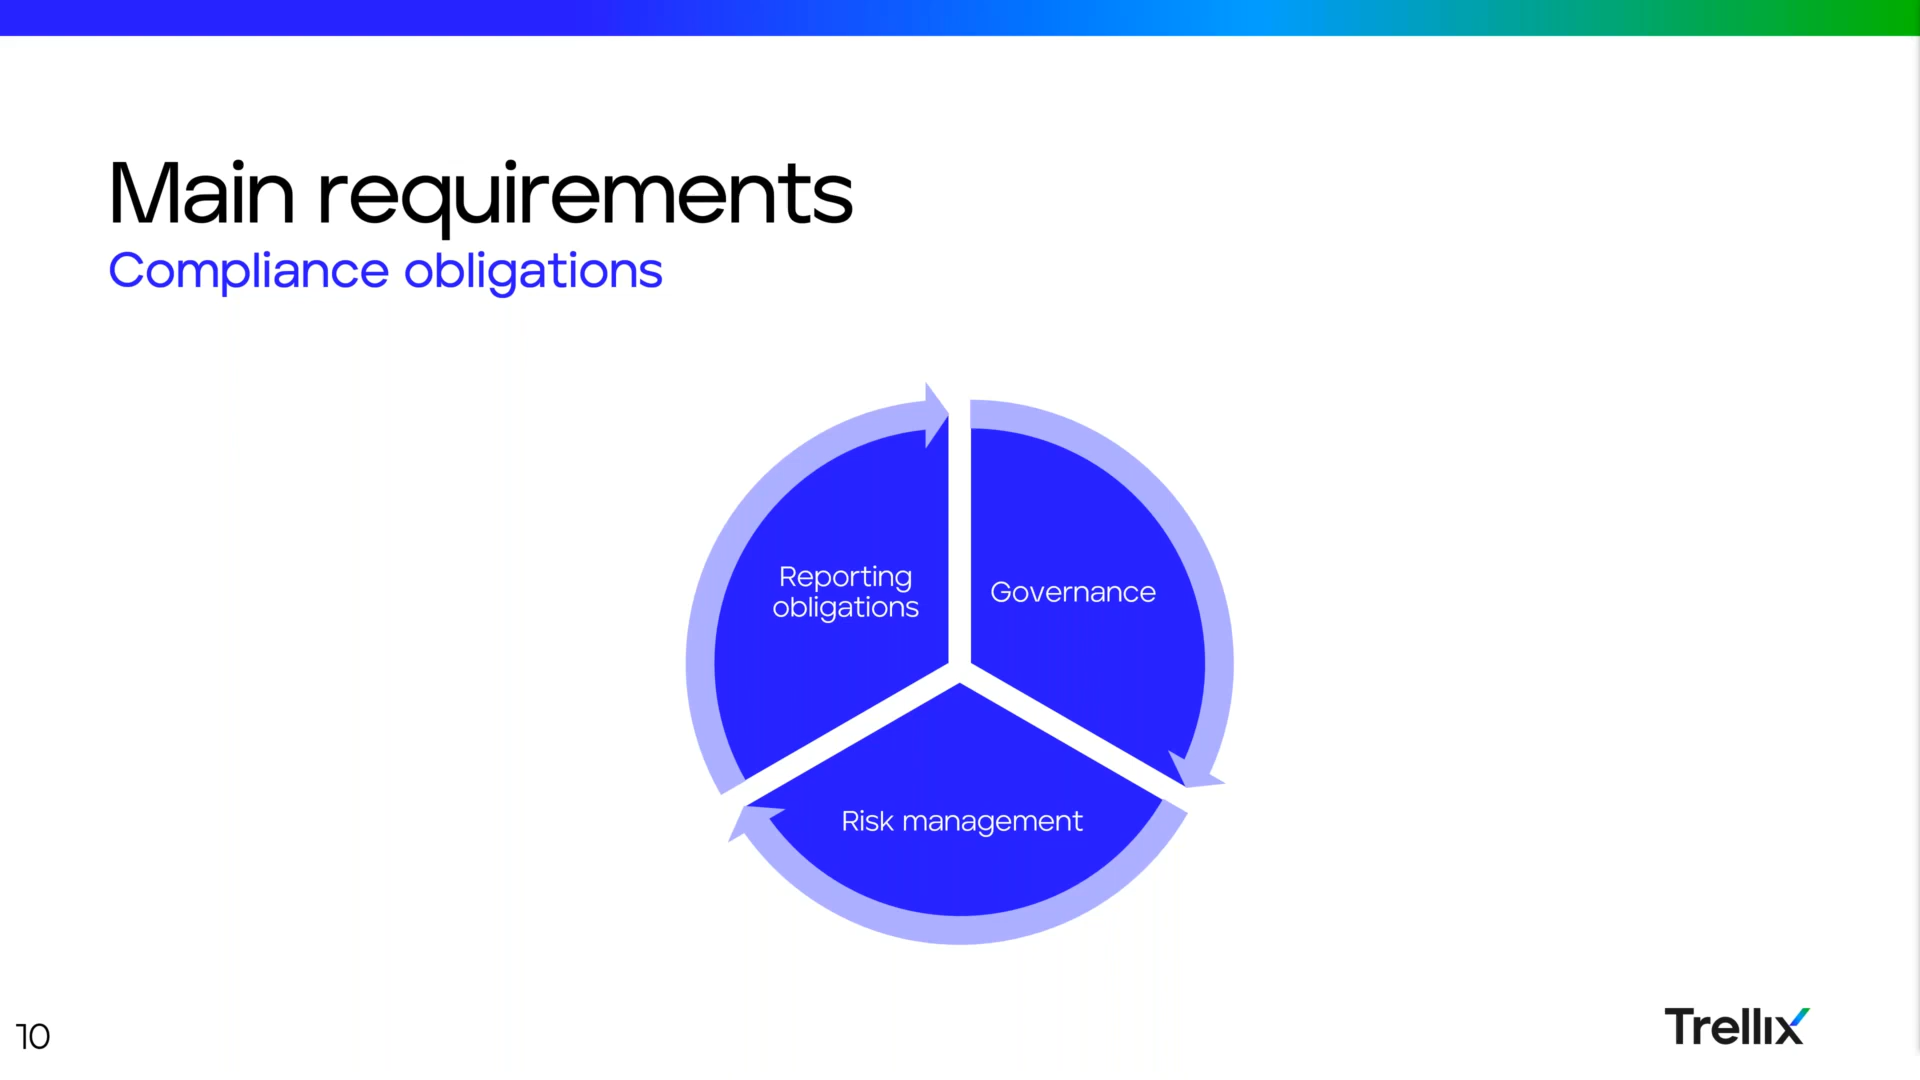 Main requirements
Compliance obligations
Reporting
obligations
Governance
Risk management
10
Trellix